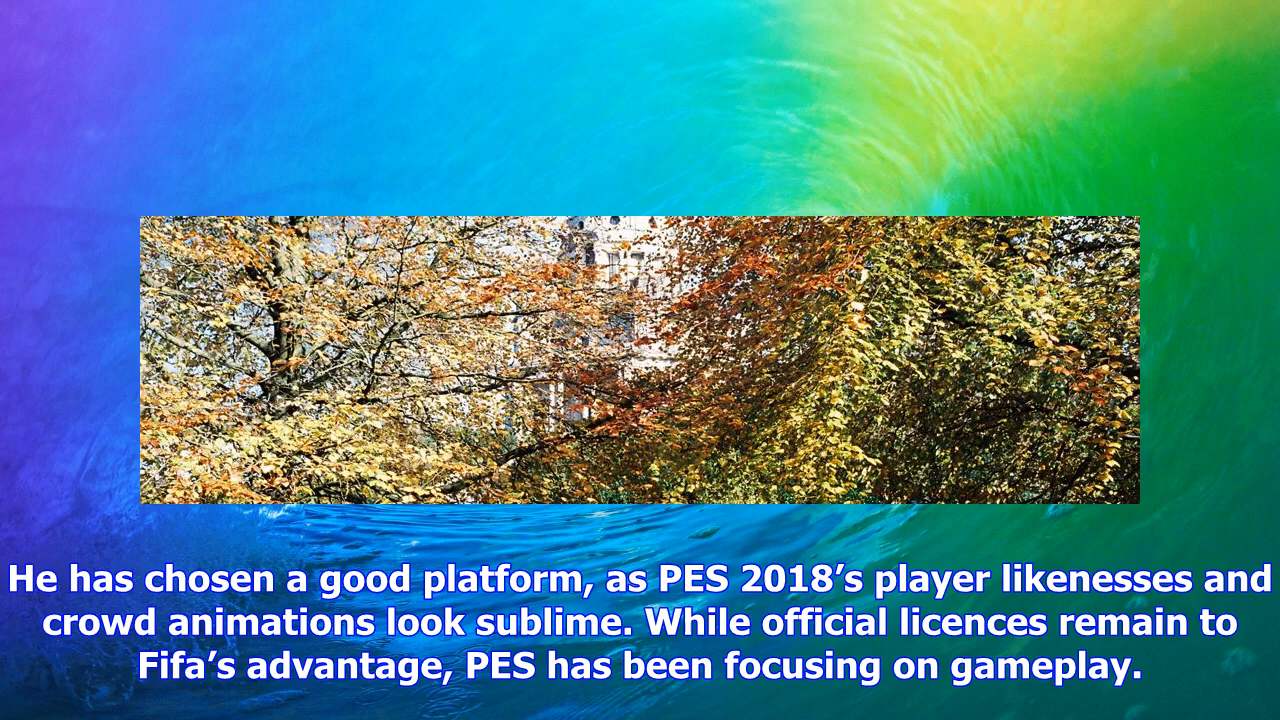 He has chosen a good platform, as PES 2018’s player likenesses and
crowd animations look sublime. While official licences remain to
Fifa’s advantage, PES has been focusing on gameplay.